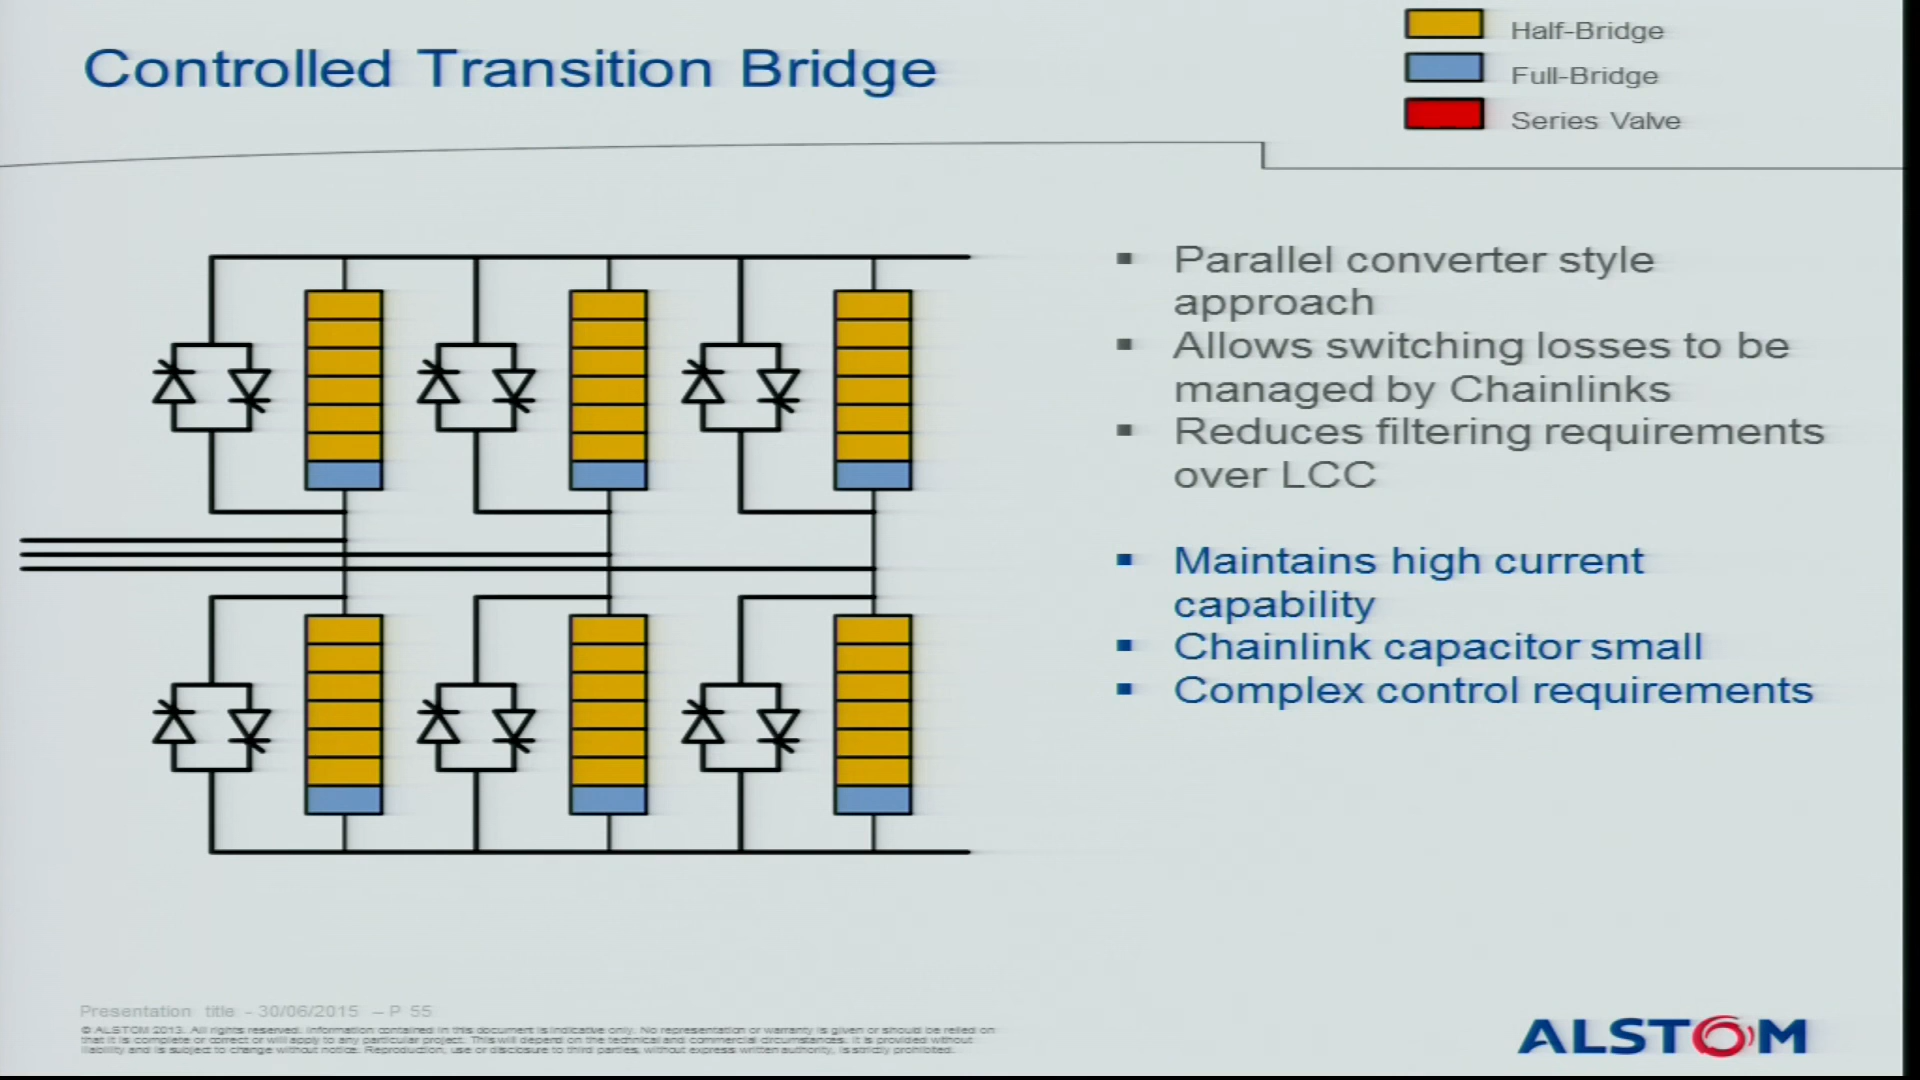 Controlled Transition Bridge
Half-Bridge
Full-Bridge
Series Valve
▪ Parallel converter style
approach
▪ Allows switching losses to be
managed by Chainlinks
▪ Reduces filtering requirements
over LCC
▪ Maintains high current
capability
▪ Chainlink capacitor small
▪ Complex control requirements
Presentation title - 30/06/2015 – P 55
© ALSTOM 2013. All rights reserved. Information contained in this document is indicative only. No representation or warranty is given or should be relied on
that it is complete or correct or will apply to any particular project. This will depend on the technical and commercial circumstances. It is provided without
liability and is subject to change without notice. Reproduction, use or disclosure to third parties, without express written authority, is strictly prohibited.
ALSTOM